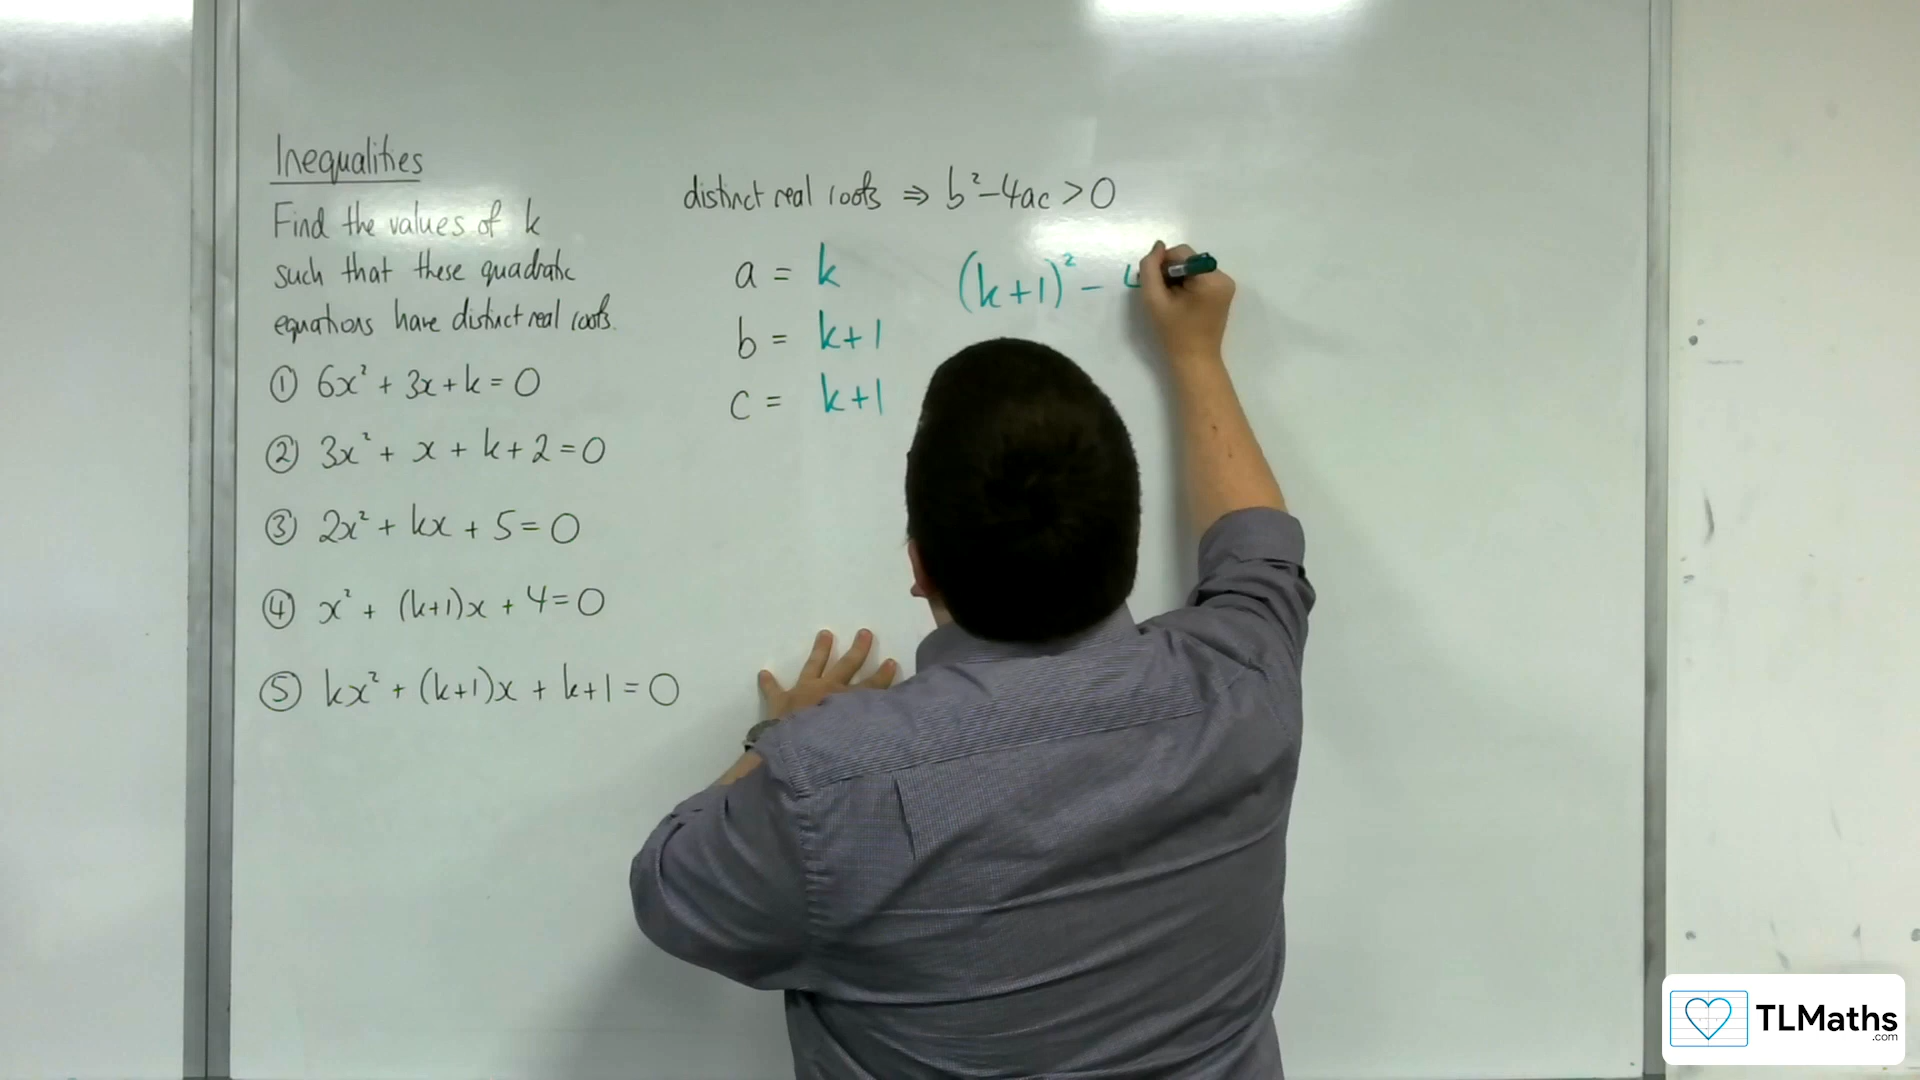 Inequalities
Find the values of k
such that these quadratic
equations have distinct real roots.
① 6x² + 3x + k = 0
② 3x² + x + k + 2 = 0
③ 2x² + kx + 5 = 0
④ x² + (k+1)x + 4 = 0
⑤ kx² + (k+1)x + k+1 = 0
distinct real roots ⇒ b² - 4ac > 0
a = k
b = k+1
c = k+1
(k+1)² - 4
TLMaths
.com